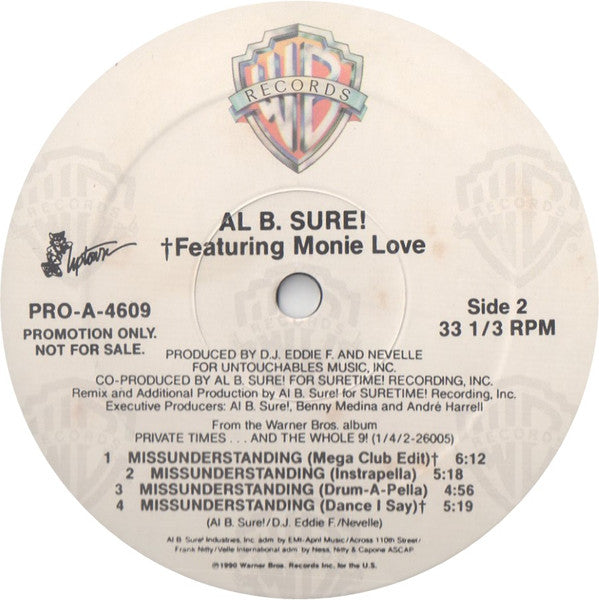 WB
RECORDS
AL B. SURE!
†Featuring Monie Love
Uptown
PRO-A-4609
PROMOTION ONLY.
NOT FOR SALE.
Side 2
33 1/3 RPM
PRODUCED BY D.J. EDDIE F. AND NEVELLE
FOR UNTOUCHABLES MUSIC, INC.
CO-PRODUCED BY AL B. SURE! FOR SURETIME! RECORDING, INC.
Remix and Additional Production by Al B. Sure! for SURETIME! Recording, Inc.
Executive Producers: Al B. Sure!, Benny Medina and André Harrell
From the Warner Bros. album
PRIVATE TIMES . . . AND THE WHOLE 9! (1/4/2-26005)
1 MISSUNDERSTANDING (Mega Club Edit)† 6:12
2 MISSUNDERSTANDING (Instrapella) 5:18
3 MISSUNDERSTANDING (Drum-A-Pella) 4:56
4 MISSUNDERSTANDING (Dance I Say)† 5:19
(Al B. Sure!/D.J. Eddie F./Nevelle)
Al B. Sure! Industries, Inc. adm. by EMI-April Music/Across 110th Street/
Frank Nitty/Velle International adm. by Ness, Nitty & Capone ASCAP
℗1990 Warner Bros. Records Inc. for the U.S.